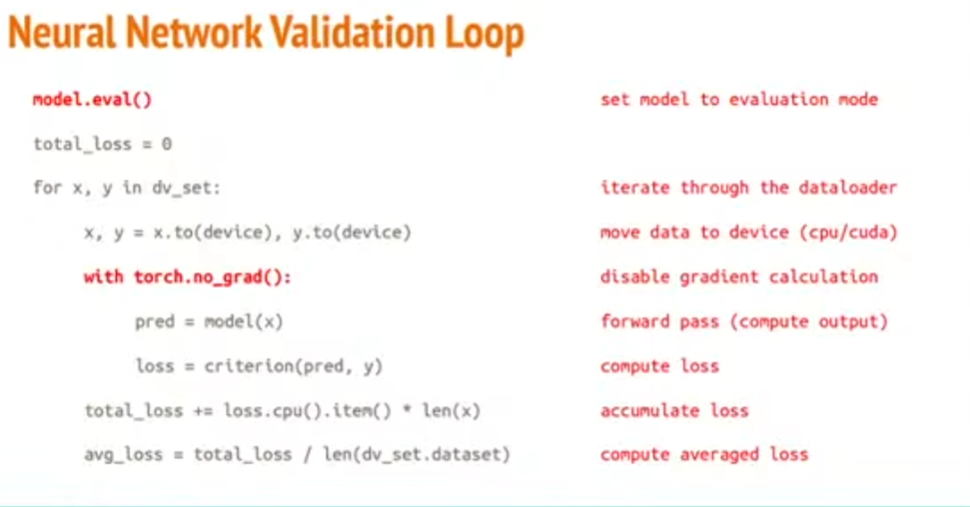 Neural Network Validation Loop
model.eval() set model to evaluation mode
total_loss = 0
for x, y in dv_set: iterate through the dataloader
x, y = x.to(device), y.to(device) move data to device (cpu/cuda)
with torch.no_grad(): disable gradient calculation
pred = model(x) forward pass (compute output)
loss = criterion(pred, y) compute loss
total_loss += loss.cpu().item() * len(x) accumulate loss
avg_loss = total_loss / len(dv_set.dataset) compute averaged loss